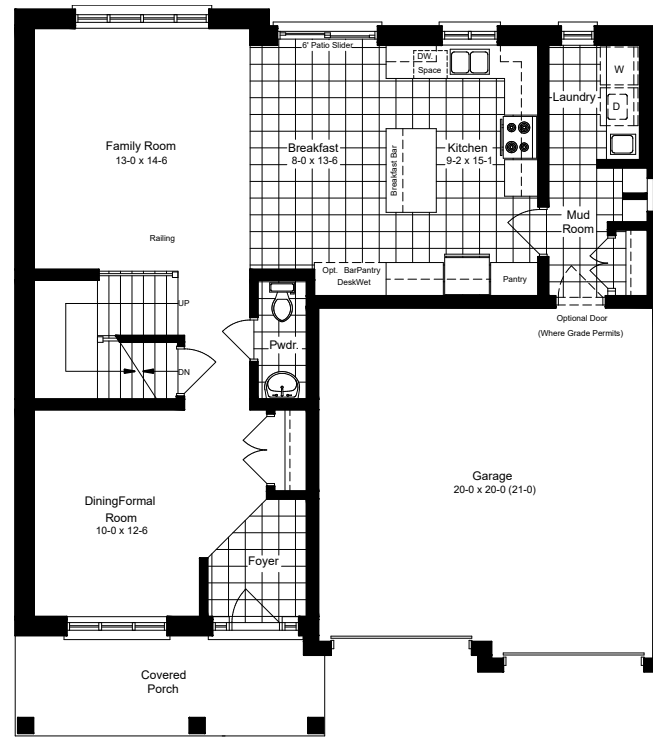 6' Patio Slider
DW.
Space
W
Laundry
D
Family Room
13-0 x 14-6
Breakfast
8-0 x 13-6
Kitchen
9-2 x 15-1
Breakfast Bar
Mud
Room
Railing
Opt. BarPantry
DeskWet
Pantry
UP
Optional Door
(Where Grade Permits)
Pwdr.
DN
Garage
20-0 x 20-0 (21-0)
DiningFormal
Room
10-0 x 12-6
Foyer
Covered
Porch